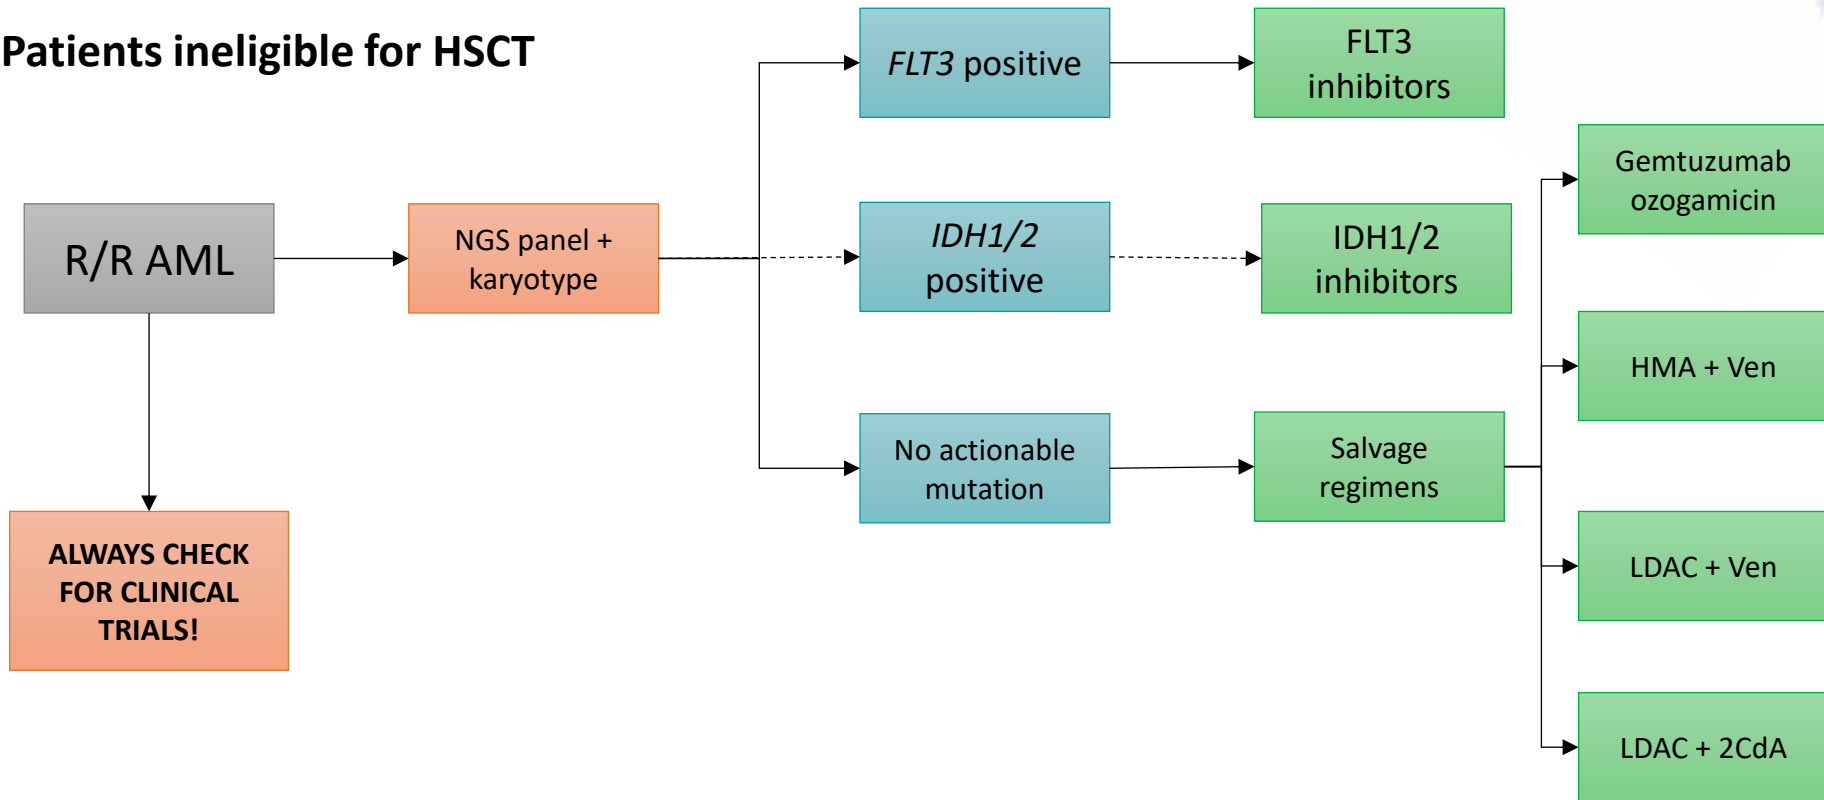 Patients ineligible for HSCT
FLT3 positive
FLT3
inhibitors
Gemtuzumab
ozogamicin
R/R AML
NGS panel +
karyotype
IDH1/2
positive
IDH1/2
inhibitors
HMA + Ven
No actionable
mutation
Salvage
regimens
ALWAYS CHECK
FOR CLINICAL
TRIALS!
LDAC + Ven
LDAC + 2CdA